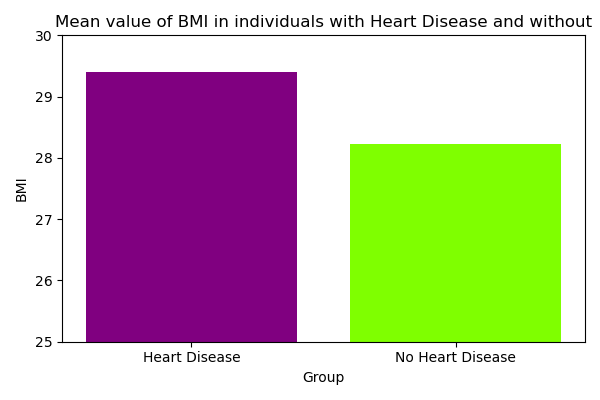 Mean value of BMI in individuals with Heart Disease and without
30
29
28
27
26
25
BMI
Heart Disease
No Heart Disease
Group